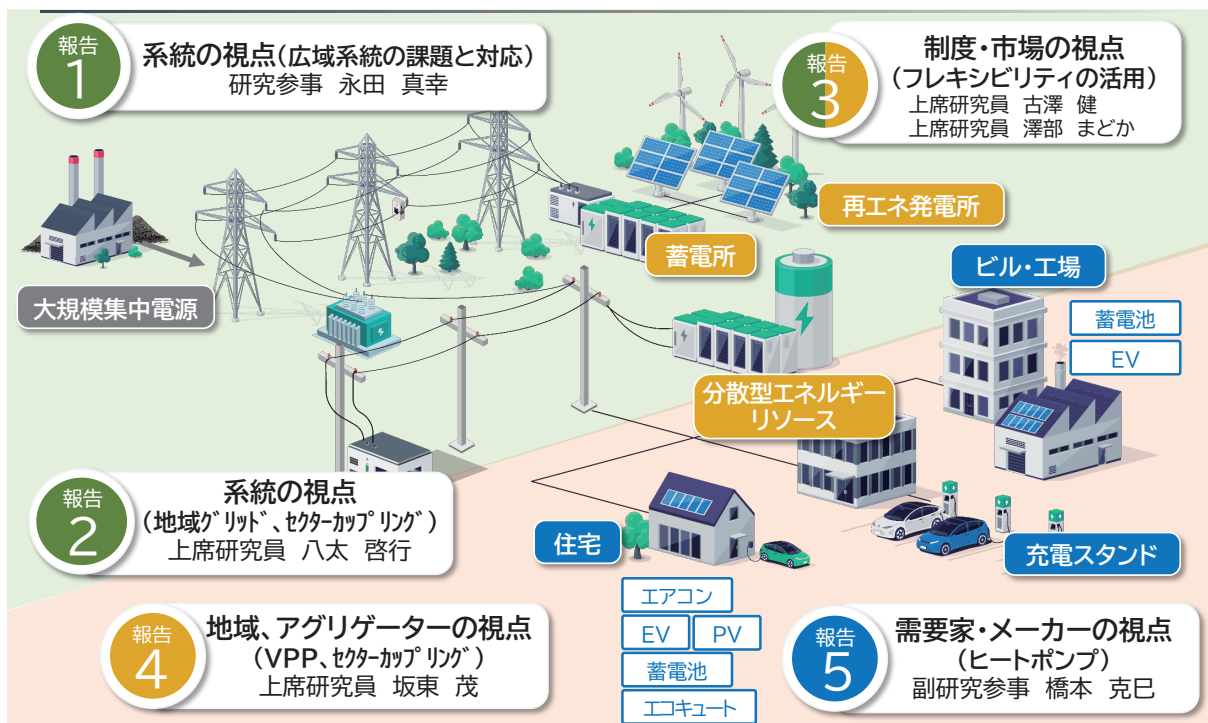 報告
1
系統の視点(広域系統の課題と対応)
研究参事 永田 真幸
報告
3
制度・市場の視点
(フレキシビリティの活用)
上席研究員 古澤 健
上席研究員 澤部 まどか
大規模集中電源
蓄電所
再エネ発電所
ビル・工場
蓄電池
EV
分散型エネルギー
リソース
報告
2
系統の視点
(地域グリッド、セクターカップリング)
上席研究員 八太 啓行
住宅
充電スタンド
エアコン
EV PV
蓄電池
エコキュート
報告
4
地域、アグリゲーターの視点
(VPP、セクターカップリング)
上席研究員 坂東 茂
報告
5
需要家・メーカーの視点
(ヒートポンプ)
副研究参事 橋本 克巳